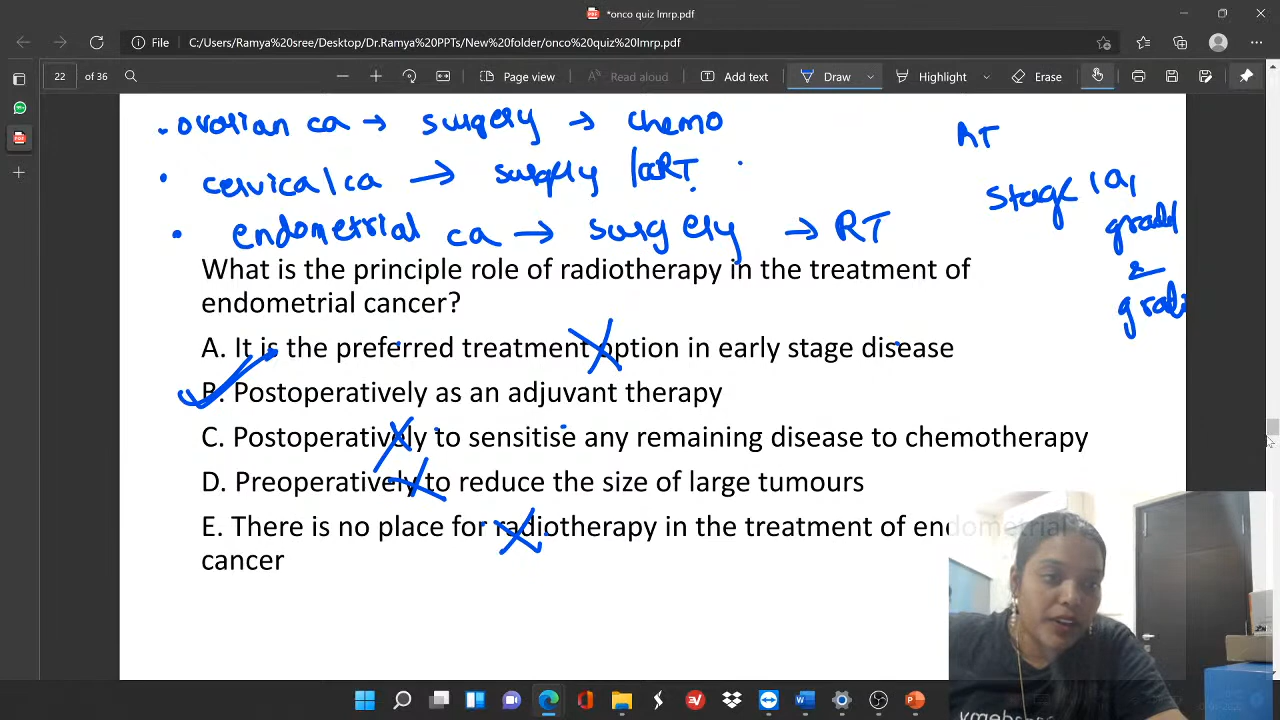 *onco quiz lmrp.pdf
File C:/Users/Ramya%20sree/Desktop/Dr.Ramya%20PPTs/New%20folder/onco%20quiz%20lmrp.pdf
22 of 36 Page view Read aloud Add text Draw Highlight Erase
. ovarian ca → surgery → chemo
RT
. cervical ca → surgery
stage 1a,
. endometrial ca → surgery → RT
What is the principle role of radiotherapy in the treatment of
endometrial cancer?
A. It is the preferred treatment option in early stage disease
B. Postoperatively as an adjuvant therapy
C. Postoperatively to sensitise any remaining disease to chemotherapy
D. Preoperatively to reduce the size of large tumours
E. There is no place for radiotherapy in the treatment of endometrial
cancer